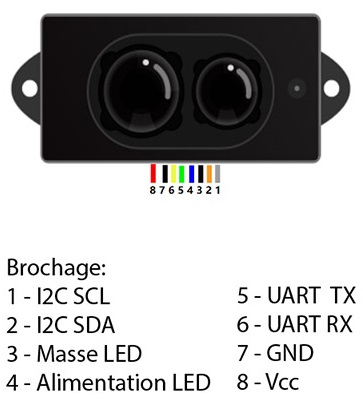 87654321
Brochage:
1 - I2C SCL
2 - I2C SDA
3 - Masse LED
4 - Alimentation LED
5 - UART TX
6 - UART RX
7 - GND
8 - Vcc